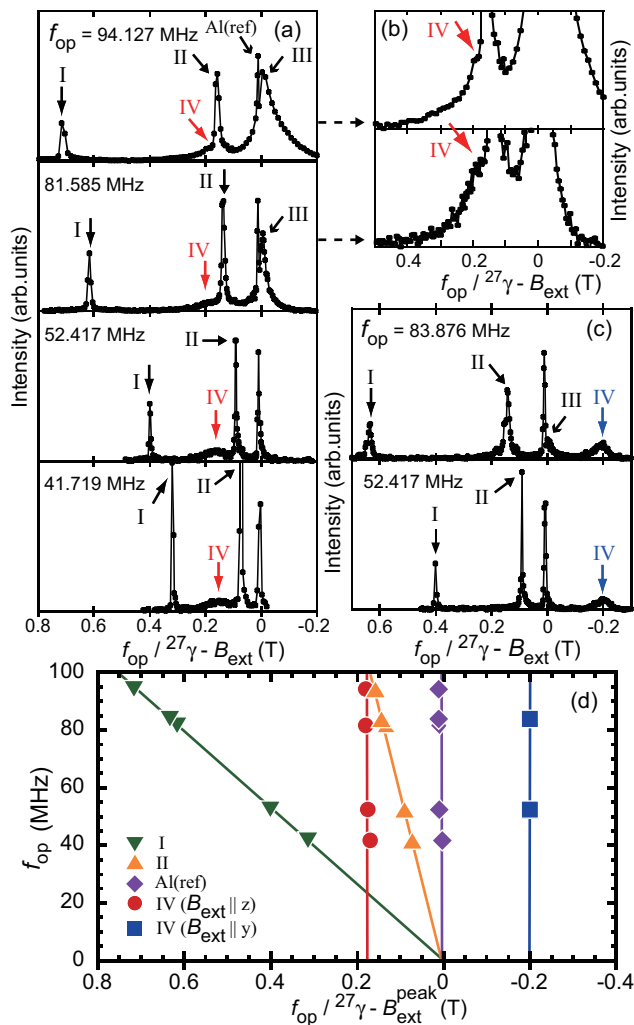 (a)
f_op = 94.127 MHz
Al(ref)
I
II
III
IV
81.585 MHz
I
II
III
IV
52.417 MHz
I
II
IV
41.719 MHz
I
II
IV
Intensity (arb.units)
0.8 0.6 0.4 0.2 0 -0.2
f_op / ²⁷γ - B_ext (T)
(b)
IV
IV
Intensity (arb.units)
0.4 0.2 0 -0.2
f_op / ²⁷γ - B_ext (T)
(c)
f_op = 83.876 MHz
I
II
III
IV
52.417 MHz
I
II
IV
Intensity (arb.units)
0.6 0.4 0.2 0 -0.2
f_op / ²⁷γ - B_ext (T)
(d)
100
80
60
40
20
0
f_op (MHz)
I
II
Al(ref)
IV (B_ext || z)
IV (B_ext || y)
0.8 0.6 0.4 0.2 0 -0.2 -0.4
f_op / ²⁷γ - B_ext^peak (T)